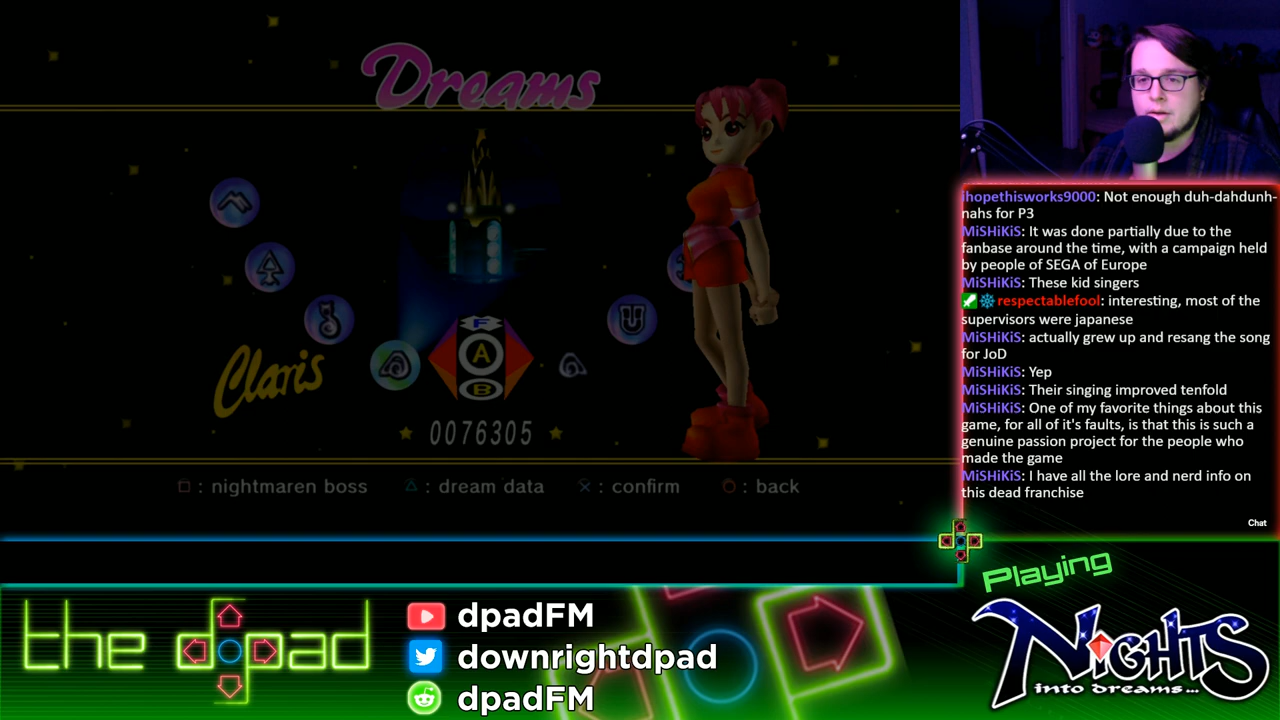 Dreams
Claris
F
A
B
0076305
: nightmaren boss
: dream data
: confirm
: back
ihopethisworks9000: Not enough duh-dahdunh-
nahs for P3
MiSHiKiS: It was done partially due to the
fanbase around the time, with a campaign held
by people of SEGA of Europe
MiSHiKiS: These kid singers
respectablefool: interesting, most of the
supervisors were japanese
MiSHiKiS: actually grew up and resang the song
for JoD
MiSHiKiS: Yep
MiSHiKiS: Their singing improved tenfold
MiSHiKiS: One of my favorite things about this
game, for all of it's faults, is that this is such a
genuine passion project for the people who
made the game
MiSHiKiS: I have all the lore and nerd info on
this dead franchise
Chat
Playing
NiGHTS
into dreams...
the dpad
dpadFM
downrightdpad
dpadFM